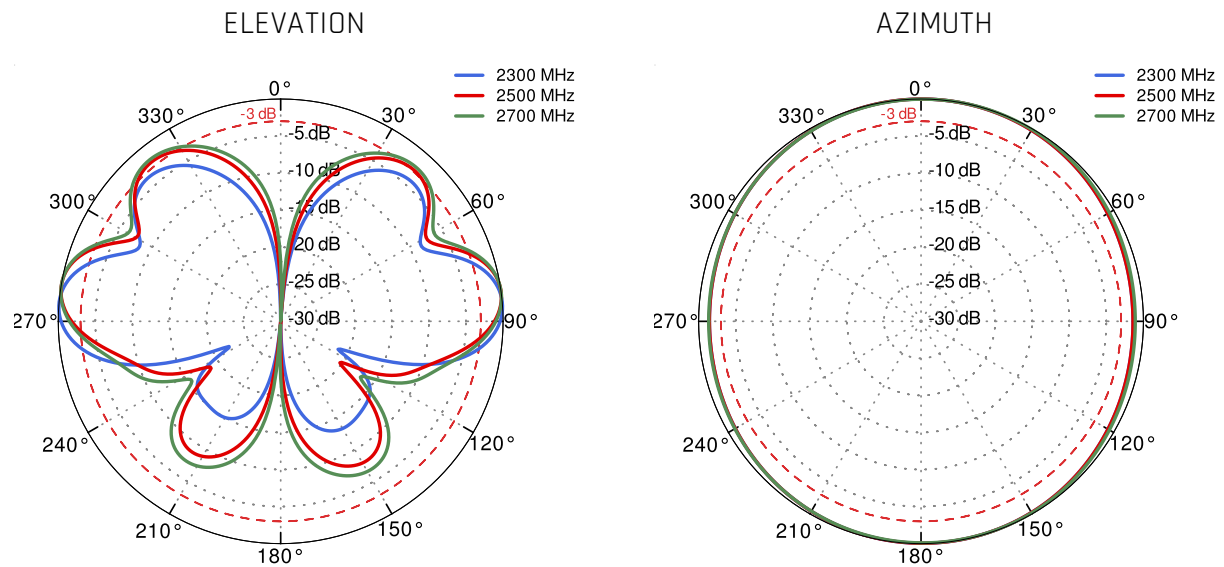 ELEVATION
2300 MHz
2500 MHz
2700 MHz
0°
30°
60°
90°
120°
150°
180°
210°
240°
270°
300°
330°
-3 dB
-5 dB
-10 dB
-15 dB
-20 dB
-25 dB
-30 dB
AZIMUTH
2300 MHz
2500 MHz
2700 MHz
0°
30°
60°
90°
120°
150°
180°
210°
240°
270°
300°
330°
-3 dB
-5 dB
-10 dB
-15 dB
-20 dB
-25 dB
-30 dB